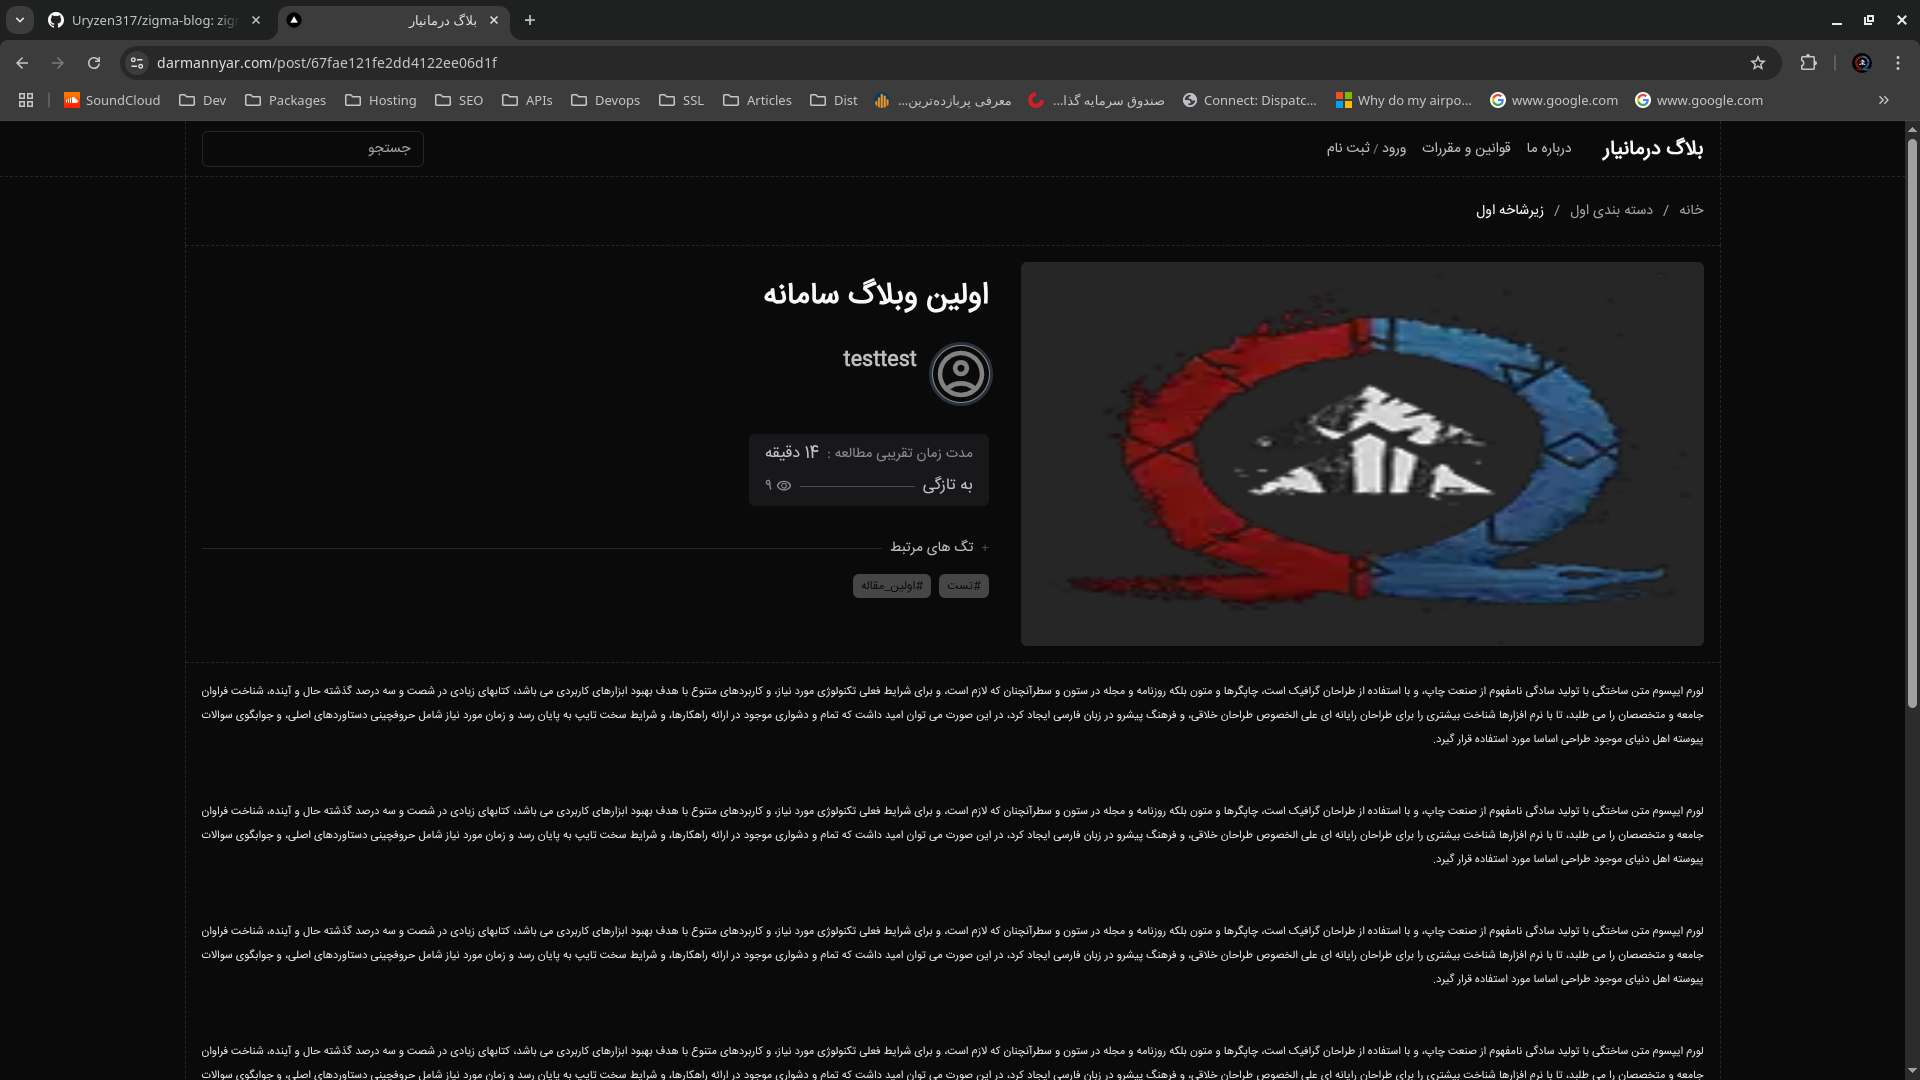 Uryzen317/zigma-blog: zig
بلاگ درمانیار
darmannyar.com/post/67fae121fe2dd4122ee06d1f
SoundCloud Dev Packages Hosting SEO APIs Devops SSL Articles Dist معرفی پربازده‌ترین... صندوق سرمایه گذا... Connect: Dispatc... Why do my airpo... www.google.com www.google.com »
بلاگ درمانیار درباره ما قوانین و مقررات ورود / ثبت نام جستجو
خانه / دسته بندی اول / زیرشاخه اول
اولین وبلاگ سامانه
testtest
مدت زمان تقریبی مطالعه : ۱۴ دقیقه
به تازگی ۹
+ تگ های مرتبط
#تست #اولین_مقاله
لورم ایپسوم متن ساختگی با تولید سادگی نامفهوم از صنعت چاپ، و با استفاده از طراحان گرافیک است، چاپگرها و متون بلکه روزنامه و مجله در ستون و سطرآنچنان که لازم است، و برای شرایط فعلی تکنولوژی مورد نیاز، و کاربردهای متنوع با هدف بهبود ابزارهای کاربردی می باشد، کتابهای زیادی در شصت و سه درصد گذشته حال و آینده، شناخت فراوان
جامعه و متخصصان را می طلبد، تا با نرم افزارها شناخت بیشتری را برای طراحان رایانه ای علی الخصوص طراحان خلاقی، و فرهنگ پیشرو در زبان فارسی ایجاد کرد، در این صورت می توان امید داشت که تمام و دشواری موجود در ارائه راهکارها، و شرایط سخت تایپ به پایان رسد و زمان مورد نیاز شامل حروفچینی دستاوردهای اصلی، و جوابگوی سوالات
پیوسته اهل دنیای موجود طراحی اساسا مورد استفاده قرار گیرد.
لورم ایپسوم متن ساختگی با تولید سادگی نامفهوم از صنعت چاپ، و با استفاده از طراحان گرافیک است، چاپگرها و متون بلکه روزنامه و مجله در ستون و سطرآنچنان که لازم است، و برای شرایط فعلی تکنولوژی مورد نیاز، و کاربردهای متنوع با هدف بهبود ابزارهای کاربردی می باشد، کتابهای زیادی در شصت و سه درصد گذشته حال و آینده، شناخت فراوان
جامعه و متخصصان را می طلبد، تا با نرم افزارها شناخت بیشتری را برای طراحان رایانه ای علی الخصوص طراحان خلاقی، و فرهنگ پیشرو در زبان فارسی ایجاد کرد، در این صورت می توان امید داشت که تمام و دشواری موجود در ارائه راهکارها، و شرایط سخت تایپ به پایان رسد و زمان مورد نیاز شامل حروفچینی دستاوردهای اصلی، و جوابگوی سوالات
پیوسته اهل دنیای موجود طراحی اساسا مورد استفاده قرار گیرد.
لورم ایپسوم متن ساختگی با تولید سادگی نامفهوم از صنعت چاپ، و با استفاده از طراحان گرافیک است، چاپگرها و متون بلکه روزنامه و مجله در ستون و سطرآنچنان که لازم است، و برای شرایط فعلی تکنولوژی مورد نیاز، و کاربردهای متنوع با هدف بهبود ابزارهای کاربردی می باشد، کتابهای زیادی در شصت و سه درصد گذشته حال و آینده، شناخت فراوان
جامعه و متخصصان را می طلبد، تا با نرم افزارها شناخت بیشتری را برای طراحان رایانه ای علی الخصوص طراحان خلاقی، و فرهنگ پیشرو در زبان فارسی ایجاد کرد، در این صورت می توان امید داشت که تمام و دشواری موجود در ارائه راهکارها، و شرایط سخت تایپ به پایان رسد و زمان مورد نیاز شامل حروفچینی دستاوردهای اصلی، و جوابگوی سوالات
پیوسته اهل دنیای موجود طراحی اساسا مورد استفاده قرار گیرد.
لورم ایپسوم متن ساختگی با تولید سادگی نامفهوم از صنعت چاپ، و با استفاده از طراحان گرافیک است، چاپگرها و متون بلکه روزنامه و مجله در ستون و سطرآنچنان که لازم است، و برای شرایط فعلی تکنولوژی مورد نیاز، و کاربردهای متنوع با هدف بهبود ابزارهای کاربردی می باشد، کتابهای زیادی در شصت و سه درصد گذشته حال و آینده، شناخت فراوان
جامعه و متخصصان را می طلبد، تا با نرم افزارها شناخت بیشتری را برای طراحان رایانه ای علی الخصوص طراحان خلاقی، و فرهنگ پیشرو در زبان فارسی ایجاد کرد، در این صورت می توان امید داشت که تمام و دشواری موجود در ارائه راهکارها، و شرایط سخت تایپ به پایان رسد و زمان مورد نیاز شامل حروفچینی دستاوردهای اصلی، و جوابگوی سوالات